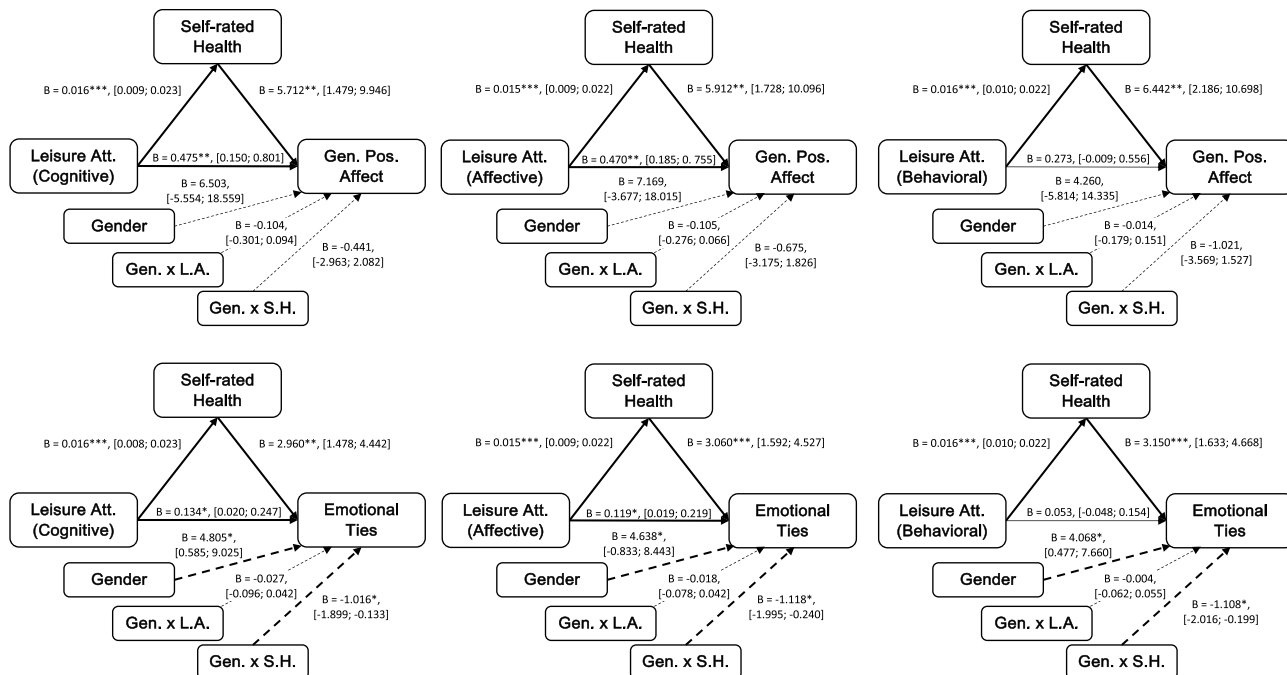 Self-rated
Health
B = 0.016***, [0.009; 0.023]
B = 5.712**, [1.479; 9.946]
Leisure Att.
(Cognitive)
B = 0.475**, [0.150; 0.801]
Gen. Pos.
Affect
B = 6.503,
[-5.554; 18.559]
Gender
B = -0.104,
[-0.301; 0.094]
Gen. x L.A.
B = -0.441,
[-2.963; 2.082]
Gen. x S.H.
Self-rated
Health
B = 0.015***, [0.009; 0.022]
B = 5.912**, [1.728; 10.096]
Leisure Att.
(Affective)
B = 0.470**, [0.185; 0. 755]
Gen. Pos.
Affect
B = 7.169,
[-3.677; 18.015]
Gender
B = -0.105,
[-0.276; 0.066]
Gen. x L.A.
B = -0.675,
[-3.175; 1.826]
Gen. x S.H.
Self-rated
Health
B = 0.016***, [0.010; 0.022]
B = 6.442**, [2.186; 10.698]
Leisure Att.
(Behavioral)
B = 0.273, [-0.009; 0.556]
Gen. Pos.
Affect
B = 4.260,
[-5.814; 14.335]
Gender
B = -0.014,
[-0.179; 0.151]
Gen. x L.A.
B = -1.021,
[-3.569; 1.527]
Gen. x S.H.
Self-rated
Health
B = 0.016***, [0.008; 0.023]
B = 2.960**, [1.478; 4.442]
Leisure Att.
(Cognitive)
B = 0.134*, [0.020; 0.247]
Emotional
Ties
B = 4.805*,
[0.585; 9.025]
Gender
B = -0.027,
[-0.096; 0.042]
Gen. x L.A.
B = -1.016*,
[-1.899; -0.133]
Gen. x S.H.
Self-rated
Health
B = 0.015***, [0.009; 0.022]
B = 3.060***, [1.592; 4.527]
Leisure Att.
(Affective)
B = 0.119*, [0.019; 0.219]
Emotional
Ties
B = 4.638*,
[-0.833; 8.443]
Gender
B = -0.018,
[-0.078; 0.042]
Gen. x L.A.
B = -1.118*,
[-1.995; -0.240]
Gen. x S.H.
Self-rated
Health
B = 0.016***, [0.010; 0.022]
B = 3.150***, [1.633; 4.668]
Leisure Att.
(Behavioral)
B = 0.053, [-0.048; 0.154]
Emotional
Ties
B = 4.068*,
[0.477; 7.660]
Gender
B = -0.004,
[-0.062; 0.055]
Gen. x L.A.
B = -1.108*,
[-2.016; -0.199]
Gen. x S.H.